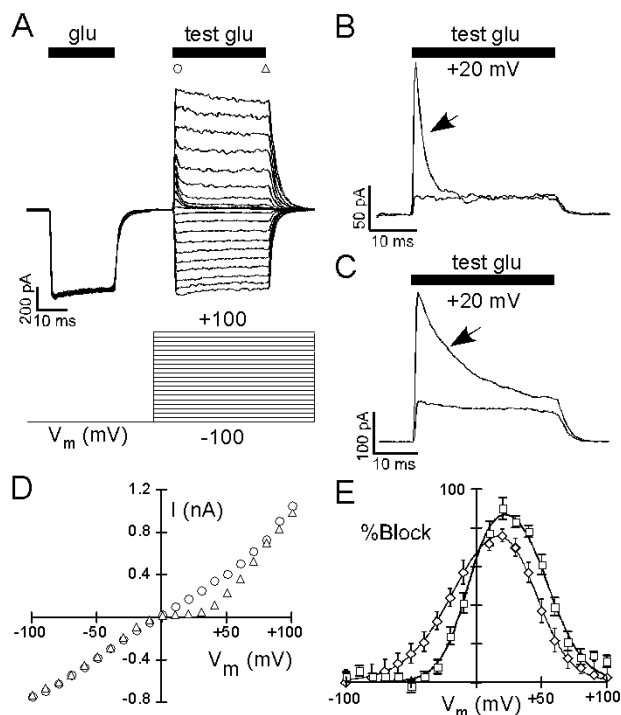 A
glu
test glu
200 pA
10 ms
+100
V_m (mV)
-100
B
test glu
+20 mV
50 pA
10 ms
C
test glu
+20 mV
100 pA
10 ms
D
1.2
I (nA)
0.8
0.4
-100
-50
+50
+100
-0.4
V_m (mV)
-0.8
E
100
%Block
-100
+50
+100
V_m (mV)